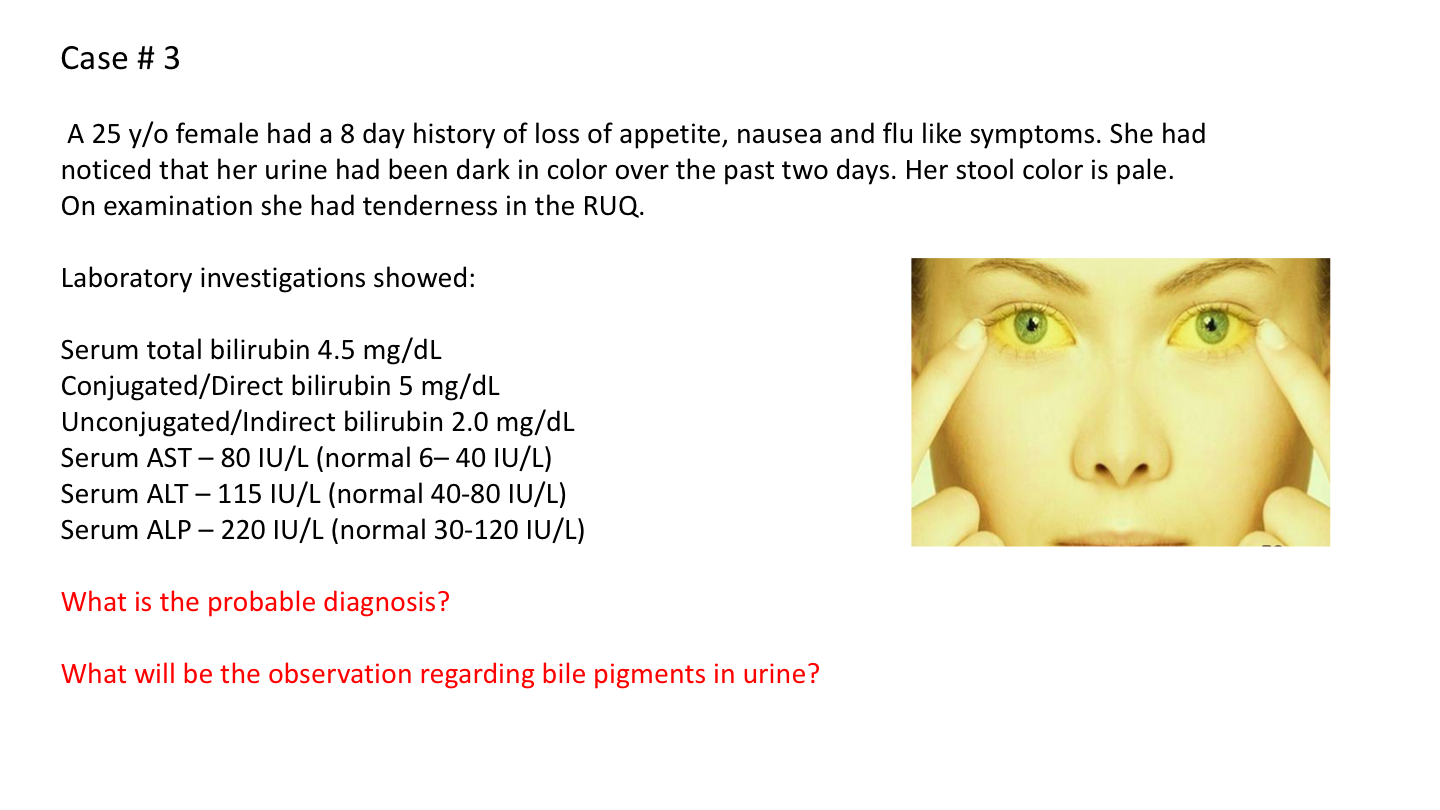 Case # 3
A 25 y/o female had a 8 day history of loss of appetite, nausea and flu like symptoms. She had
noticed that her urine had been dark in color over the past two days. Her stool color is pale.
On examination she had tenderness in the RUQ.
Laboratory investigations showed:
Serum total bilirubin 4.5 mg/dL
Conjugated/Direct bilirubin 5 mg/dL
Unconjugated/Indirect bilirubin 2.0 mg/dL
Serum AST – 80 IU/L (normal 6– 40 IU/L)
Serum ALT – 115 IU/L (normal 40-80 IU/L)
Serum ALP – 220 IU/L (normal 30-120 IU/L)
What is the probable diagnosis?
What will be the observation regarding bile pigments in urine?